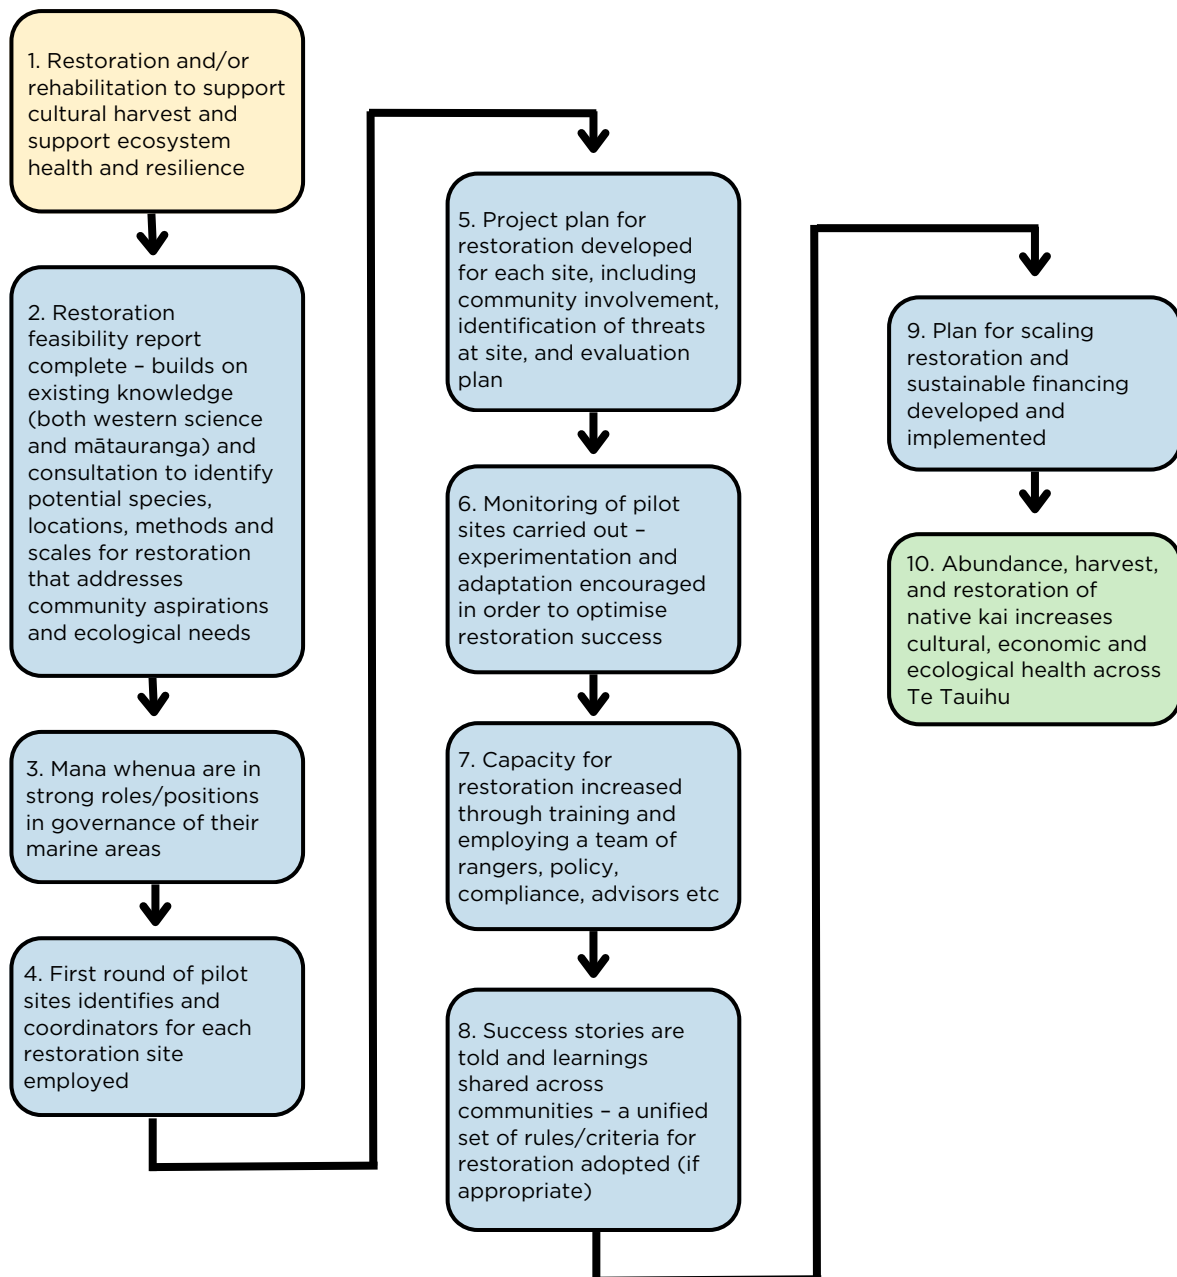 1. Restoration and/or
rehabilitation to support
cultural harvest and
support ecosystem
health and resilience
2. Restoration
feasibility report
complete – builds on
existing knowledge
(both western science
and mātauranga) and
consultation to identify
potential species,
locations, methods and
scales for restoration
that addresses
community aspirations
and ecological needs
3. Mana whenua are in
strong roles/positions
in governance of their
marine areas
4. First round of pilot
sites identifies and
coordinators for each
restoration site
employed
5. Project plan for
restoration developed
for each site, including
community involvement,
identification of threats
at site, and evaluation
plan
6. Monitoring of pilot
sites carried out –
experimentation and
adaptation encouraged
in order to optimise
restoration success
7. Capacity for
restoration increased
through training and
employing a team of
rangers, policy,
compliance, advisors etc
8. Success stories are
told and learnings
shared across
communities – a unified
set of rules/criteria for
restoration adopted (if
appropriate)
9. Plan for scaling
restoration and
sustainable financing
developed and
implemented
10. Abundance, harvest,
and restoration of
native kai increases
cultural, economic and
ecological health across
Te Tauihu